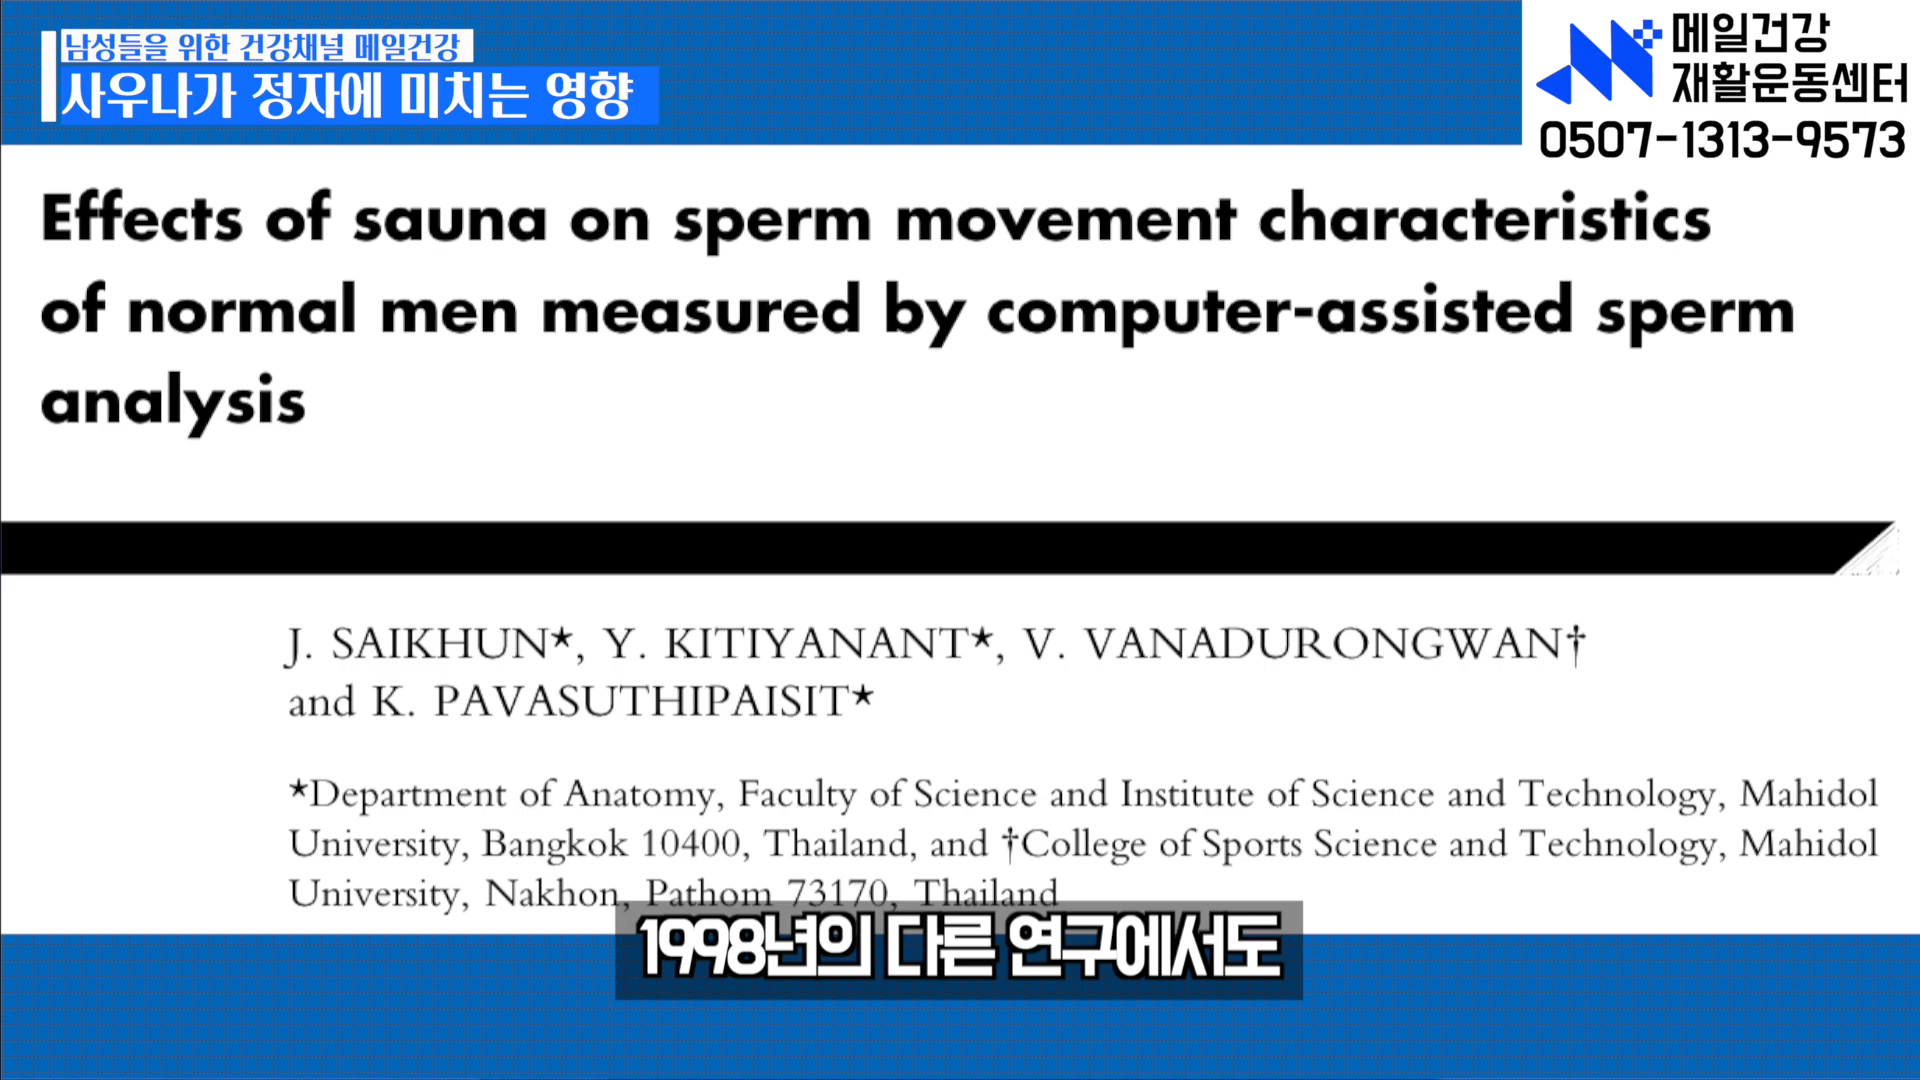 남성들을 위한 건강채널 메일건강
사우나가 정자에 미치는 영향
메일건강
재활운동센터
0507-1313-9573
Effects of sauna on sperm movement characteristics
of normal men measured by computer-assisted sperm
analysis
J. SAIKHUN*, Y. KITIYANANT*, V. VANADURONGWAN†
and K. PAVASUTHIPAISIT*
*Department of Anatomy, Faculty of Science and Institute of Science and Technology, Mahidol
University, Bangkok 10400, Thailand, and †College of Sports Science and Technology, Mahidol
University, Nakhon, Pathom 73170, Thailand
1998년의 다른 연구에서도